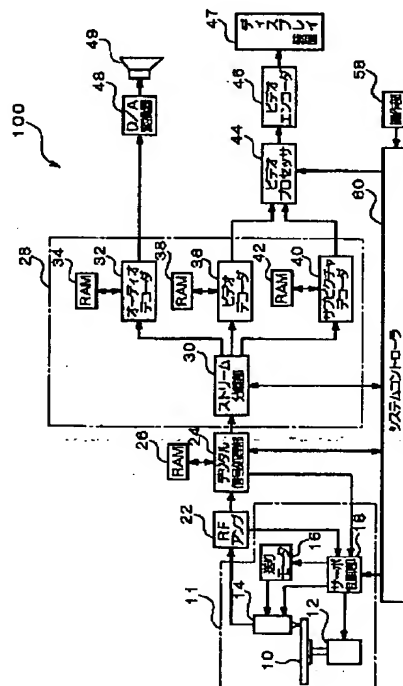 100
28
34
RAM
32
オーディオ
デコーダ
38
RAM
36
ビデオ
デコーダ
42
RAM
40
サブピクチャ
デコーダ
48
D/A
変換器
49
44
ビデオ
プロセッサ
46
ビデオ
エンコーダ
47
ディ
スプ
レイ
装置
30
ストリーム
分離部
26
RAM
24
デジタル
信号処理部
22
RF
アンプ
11
14
16
送り
モータ
18
サーボ
制御部
10
12
58
操作部
60
システムコントローラ